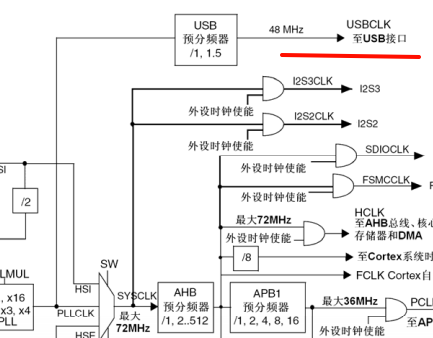 USB
预分频器
/1, 1.5
48 MHz
USBCLK
至USB接口
I2S3CLK
I2S3
外设时钟使能
I2S2CLK
I2S2
外设时钟使能
SDIOCLK
外设时钟使能
FSMCCLK
外设时钟使能
/2
最大72MHz
HCLK
至AHB总线、核心
存储器和DMA
外设时钟使能
/8
至Cortex系统时
FCLK Cortex自
SW
LMUL
HSI
, x16
x3, x4
PLL
PLLCLK
HSE
SYSCLK
最大
72MHz
AHB
预分频器
/1, 2..512
APB1
预分频器
/1, 2, 4, 8, 16
最大36MHz
PCL
至AP
外设时钟使能